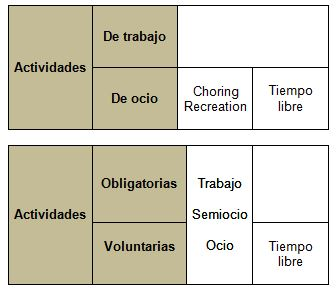 De trabajo
Actividades
De ocio
Choring
Recreation
Tiempo
libre
Obligatorias
Trabajo
Actividades
Semiocio
Voluntarias
Ocio
Tiempo
libre